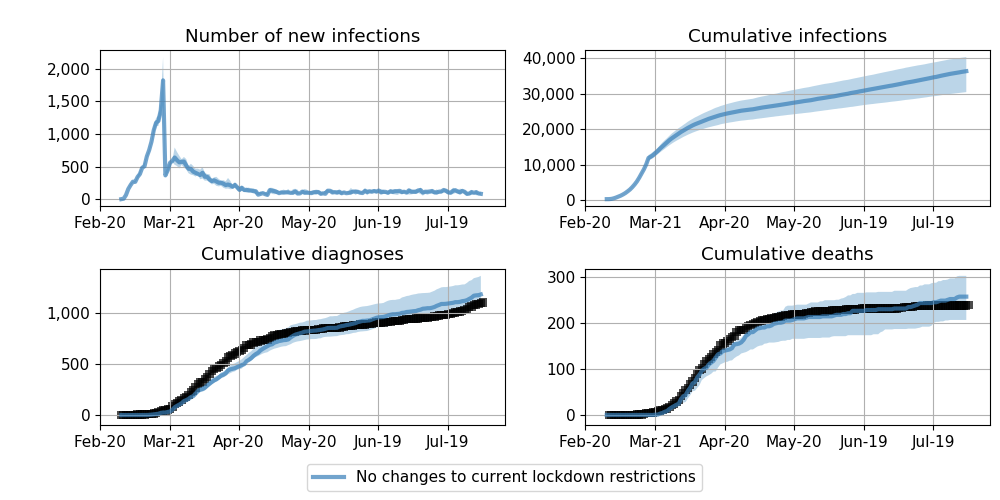 Number of new infections
2,000
1,500
1,000
500
0
Feb-20 Mar-21 Apr-20 May-20 Jun-19 Jul-19
Cumulative infections
40,000
30,000
20,000
10,000
0
Feb-20 Mar-21 Apr-20 May-20 Jun-19 Jul-19
Cumulative diagnoses
1,000
500
0
Feb-20 Mar-21 Apr-20 May-20 Jun-19 Jul-19
Cumulative deaths
300
200
100
0
Feb-20 Mar-21 Apr-20 May-20 Jun-19 Jul-19
No changes to current lockdown restrictions